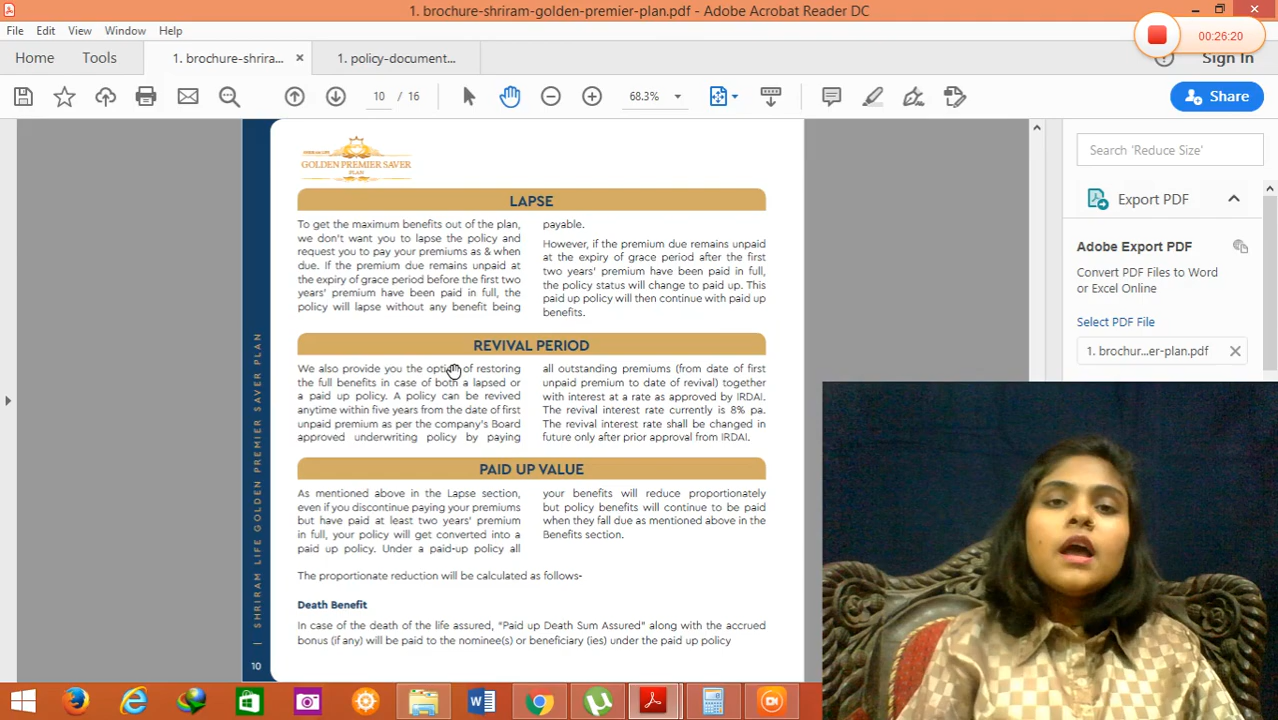 1. brochure-shriram-golden-premier-plan.pdf - Adobe Acrobat Reader DC
File Edit View Window Help
00:26:20
Home Tools 1. brochure-shrira... × 1. policy-document... Sign In
10 / 16 68.3% Share
GOLDEN PREMIER SAVER
PLAN
LAPSE
To get the maximum benefits out of the plan,
we don't want you to lapse the policy and
request you to pay your premiums as & when
due. If the premium due remains unpaid at
the expiry of grace period before the first two
years' premium have been paid in full, the
policy will lapse without any benefit being
payable.
However, if the premium due remains unpaid
at the expiry of grace period after the first
two years' premium have been paid in full,
the policy status will change to paid up. This
paid up policy will then continue with paid up
benefits.
REVIVAL PERIOD
We also provide you the option of restoring
the full benefits in case of both a lapsed or
a paid up policy. A policy can be revived
anytime within five years from the date of first
unpaid premium as per the company's Board
approved underwriting policy by paying
all outstanding premiums (from date of first
unpaid premium to date of revival) together
with interest at a rate as approved by IRDAI.
The revival interest rate currently is 8% pa.
The revival interest rate shall be changed in
future only after prior approval from IRDAI.
PAID UP VALUE
As mentioned above in the Lapse section,
even if you discontinue paying your premiums
but have paid at least two years' premium
in full, your policy will get converted into a
paid up policy. Under a paid-up policy all
your benefits will reduce proportionately
but policy benefits will continue to be paid
when they fall due as mentioned above in the
Benefits section.
The proportionate reduction will be calculated as follows-
Death Benefit
In case of the death of the life assured, "Paid up Death Sum Assured" along with the accrued
bonus (if any) will be paid to the nominee(s) or beneficiary (ies) under the paid up policy
10
| SHRIRAM LIFE GOLDEN PREMIER SAVER PLAN
Search 'Reduce Size'
Export PDF
Adobe Export PDF
Convert PDF Files to Word
or Excel Online
Select PDF File
1. brochur...er-plan.pdf